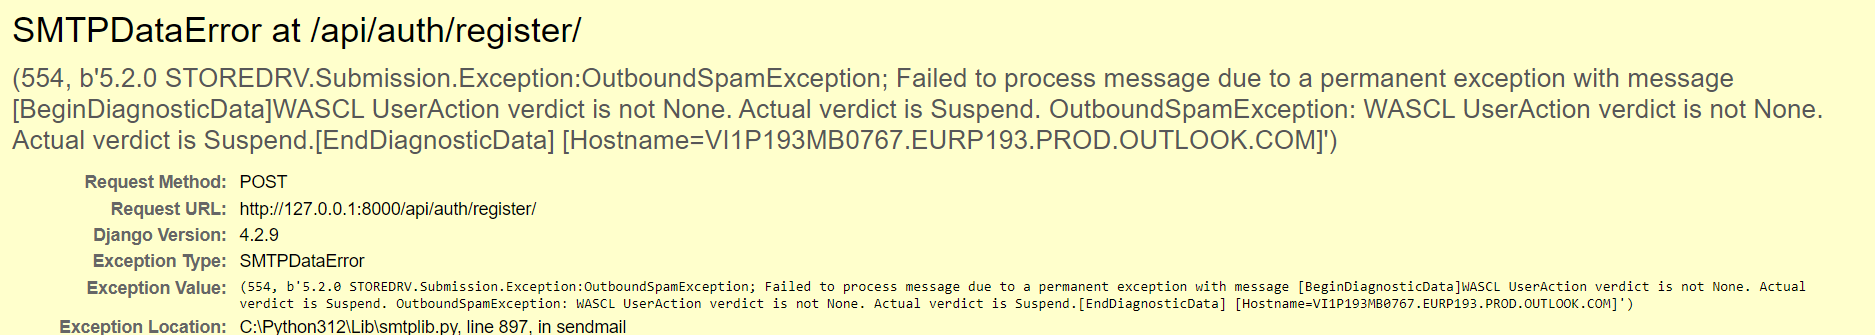 SMTPDataError at /api/auth/register/
(554, b'5.2.0 STOREDRV.Submission.Exception:OutboundSpamException; Failed to process message due to a permanent exception with message
[BeginDiagnosticData]WASCL UserAction verdict is not None. Actual verdict is Suspend. OutboundSpamException: WASCL UserAction verdict is not None.
Actual verdict is Suspend.[EndDiagnosticData] [Hostname=VI1P193MB0767.EURP193.PROD.OUTLOOK.COM]')
Request Method: POST
Request URL: http://127.0.0.1:8000/api/auth/register/
Django Version: 4.2.9
Exception Type: SMTPDataError
Exception Value: (554, b'5.2.0 STOREDRV.Submission.Exception:OutboundSpamException; Failed to process message due to a permanent exception with message [BeginDiagnosticData]WASCL UserAction verdict is not None. Actual
verdict is Suspend. OutboundSpamException: WASCL UserAction verdict is not None. Actual verdict is Suspend.[EndDiagnosticData] [Hostname=VI1P193MB0767.EURP193.PROD.OUTLOOK.COM]')
Exception Location: C:\Python312\Lib\smtplib.py, line 897, in sendmail